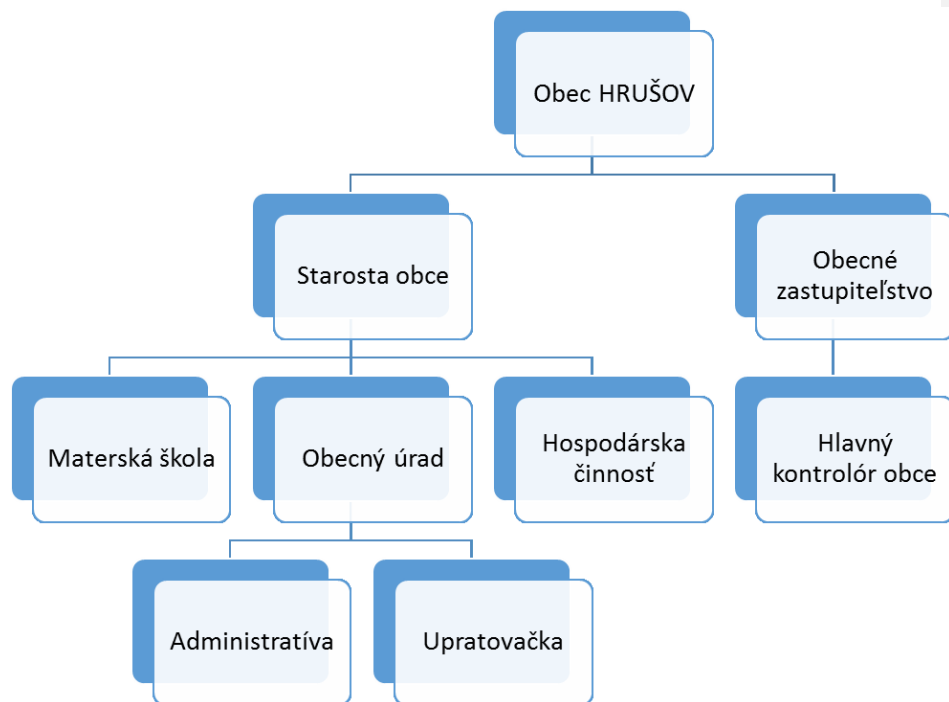 Obec HRUŠOV
Starosta obce
Obecné
zastupiteľstvo
Materská škola
Obecný úrad
Hospodárska
činnosť
Hlavný
kontrolór obce
Administratíva
Upratovačka